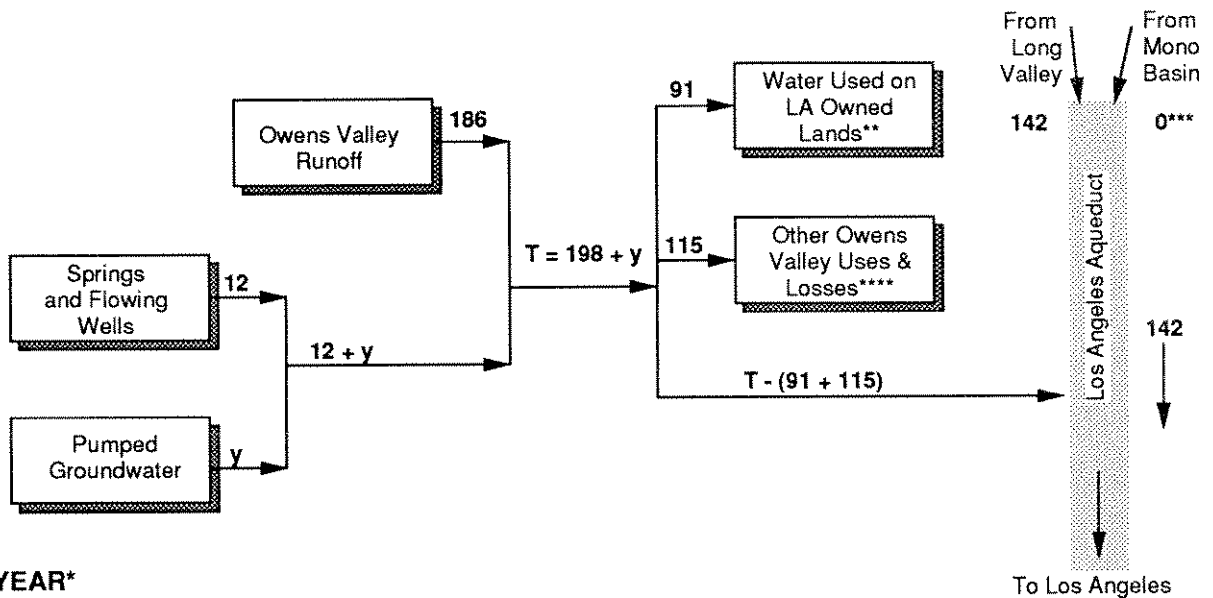 From
Long
Valley
From
Mono
Basin
142
0***
91
Water Used on
LA Owned
Lands**
186
Owens Valley
Runoff
115
Other Owens
Valley Uses &
Losses****
T = 198 + y
Springs
and Flowing
Wells
12
12 + y
142
Los Angeles Aqueduct
T - (91 + 115)
Pumped
Groundwater
y
YEAR*
To Los Angeles